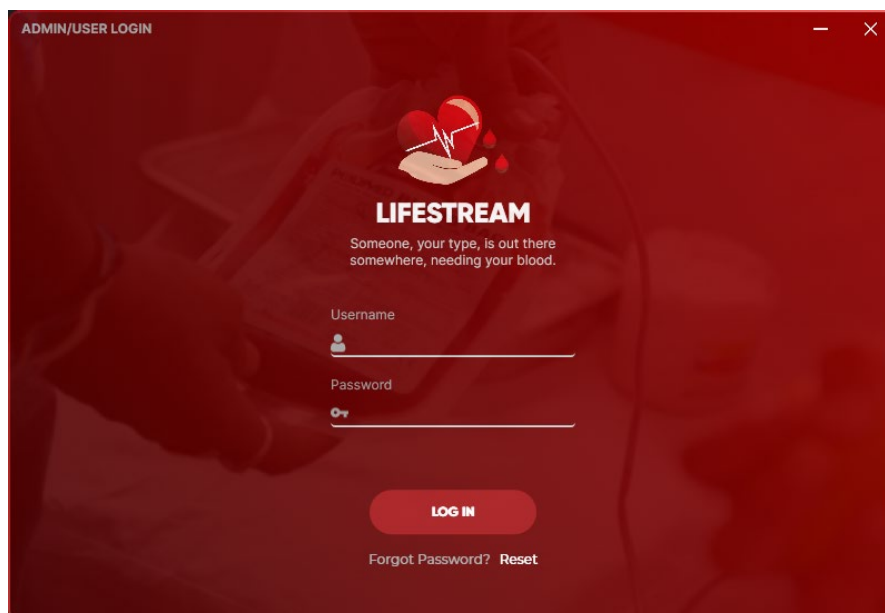 ADMIN/USER LOGIN
LIFESTREAM
Someone, your type, is out there
somewhere, needing your blood.
Username
Password
LOG IN
Forgot Password? Reset